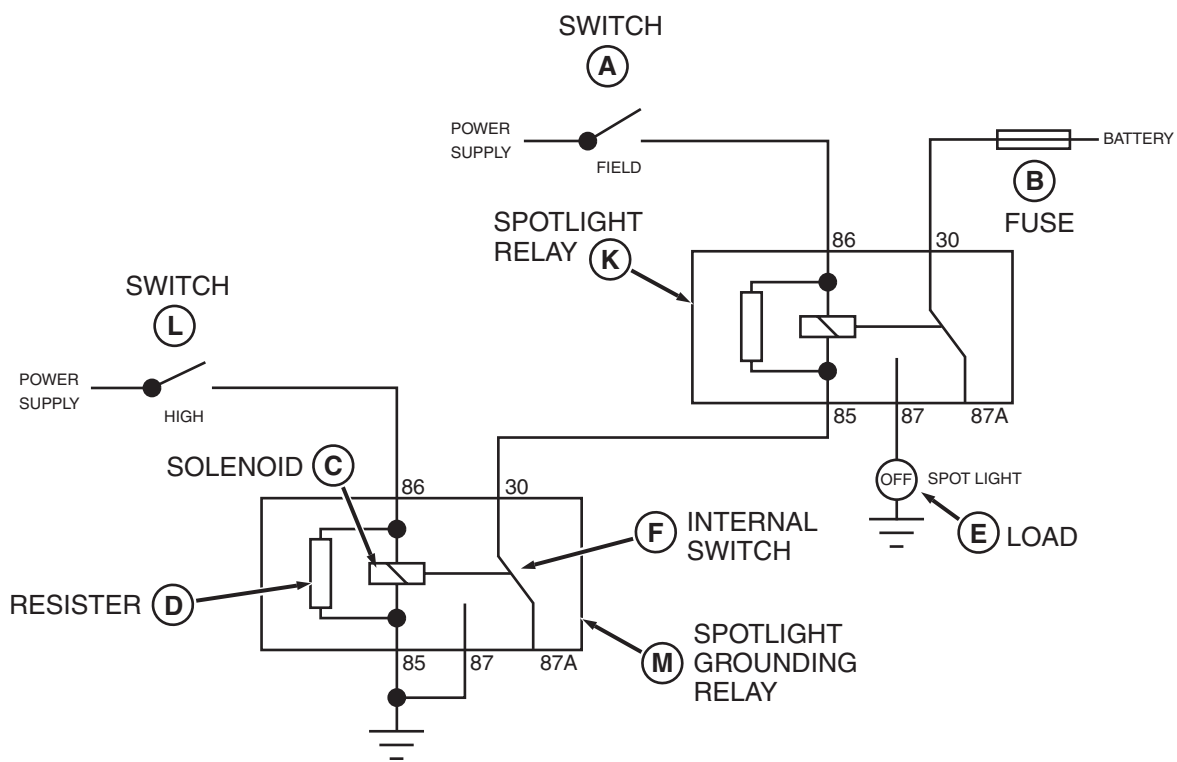 SWITCH
A
POWER
SUPPLY
FIELD
BATTERY
B
FUSE
SPOTLIGHT
RELAY K
86
30
SWITCH
L
POWER
SUPPLY
HIGH
85
87
87A
SOLENOID C
86
30
OFF
SPOT LIGHT
E LOAD
F INTERNAL
SWITCH
RESISTER D
85
87
87A
M SPOTLIGHT
GROUNDING
RELAY